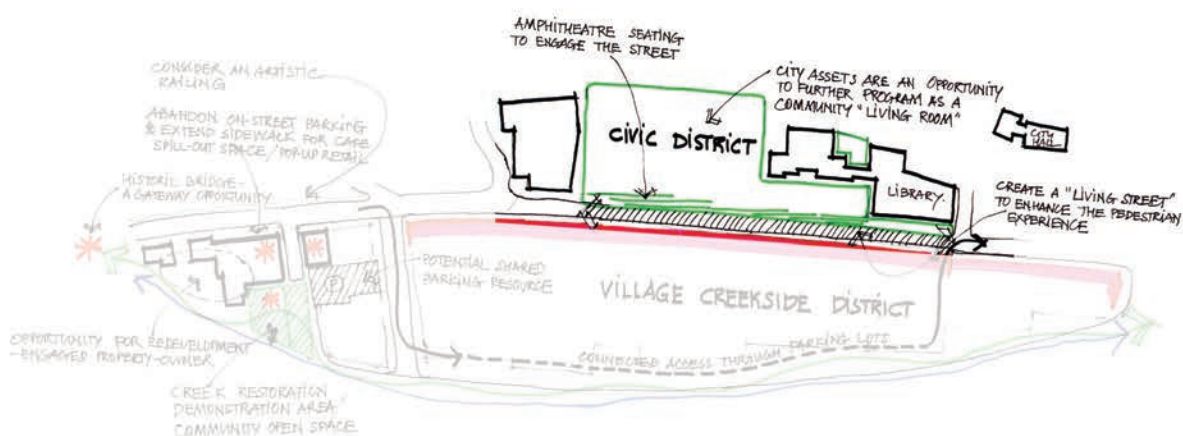 AMPHITHEATRE SEATING
TO ENGAGE THE STREET
CONSIDER AN ARTISTIC
RAILING
ABANDON ON-STREET PARKING
& EXTEND SIDEWALK FOR CAFE
SPILL-OUT SPACE/POP-UP RETAIL
HISTORIC BRIDGE-
A GATEWAY OPPORTUNITY
CITY ASSETS ARE AN OPPORTUNITY
TO FURTHER PROGRAM AS A
COMMUNITY "LIVING ROOM"
CIVIC DISTRICT
CITY
HALL
LIBRARY.
CREATE A "LIVING STREET"
TO ENHANCE THE PEDESTRIAN
EXPERIENCE
P
POTENTIAL SHARED
PARKING RESOURCE
VILLAGE CREEKSIDE DISTRICT
OPPORTUNITY FOR REDEVELOPMENT
-ENGAGED PROPERTY-OWNER
CONNECTED ACCESS THROUGH
PARKING LOTS
CREEK RESTORATION
DEMONSTRATION AREA
COMMUNITY OPEN SPACE